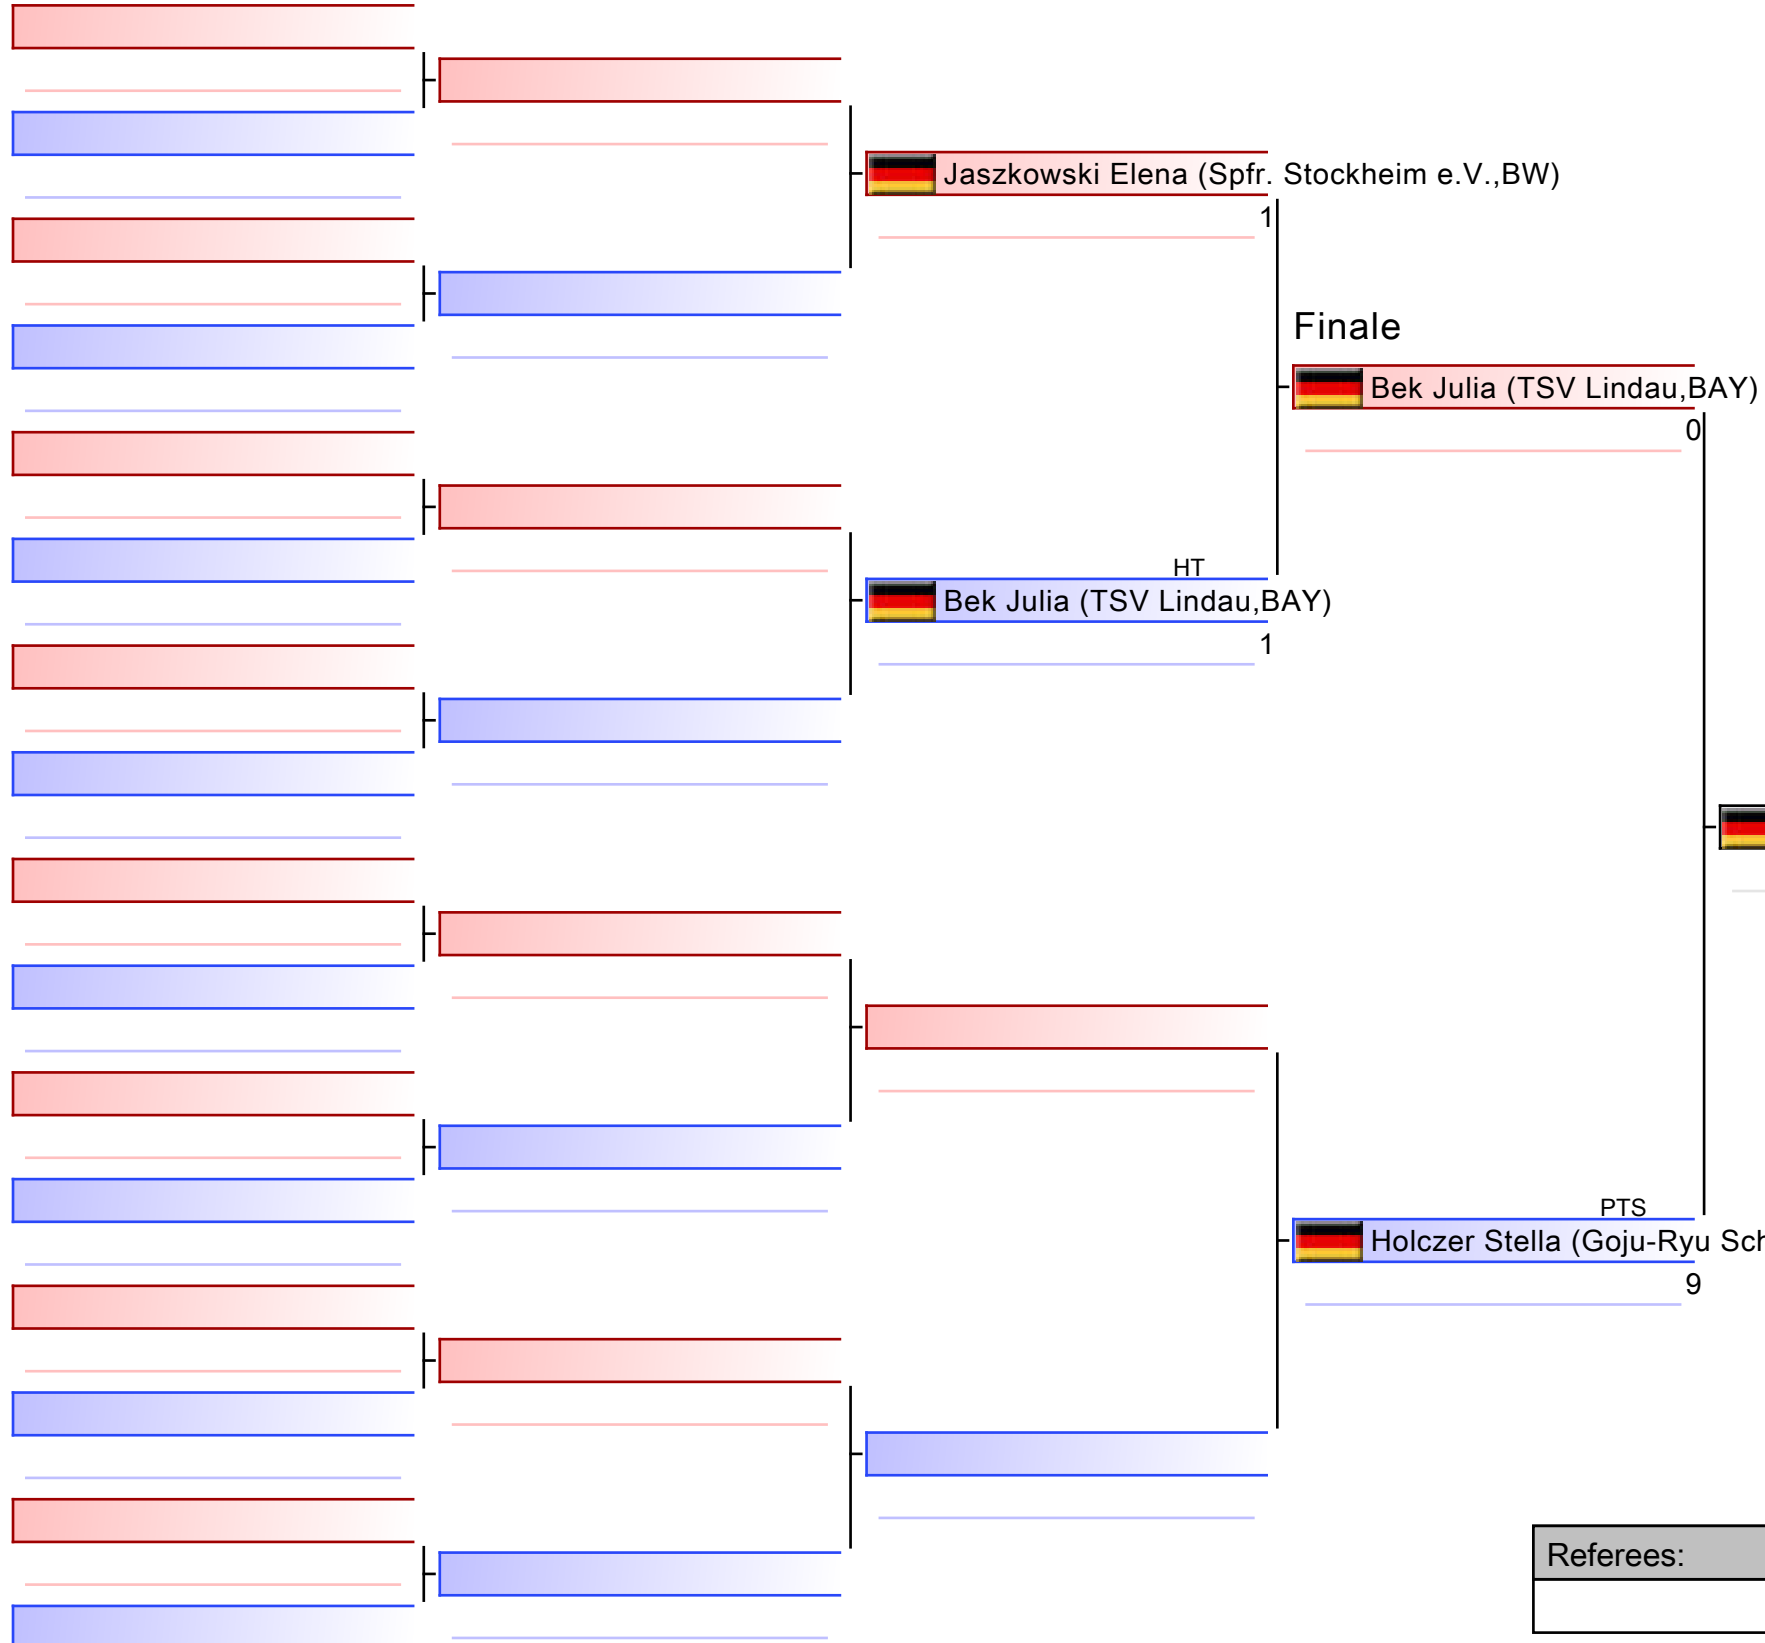 Jaszkowski Elena (Spfr. Stockheim e.V.,BW)
1
Finale
Bek Julia (TSV Lindau,BAY)
0
HT
Bek Julia (TSV Lindau,BAY)
1
PTS
Holczer Stella (Goju-Ryu
9
Referees: